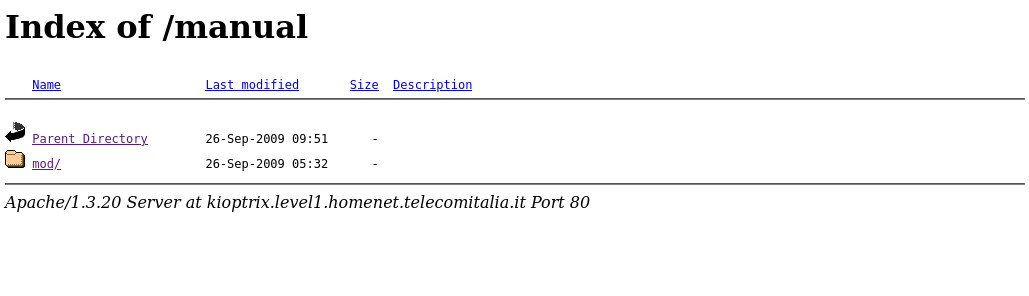 Index of /manual
Name Last modified Size Description
Parent Directory 26-Sep-2009 09:51 -
mod/ 26-Sep-2009 05:32 -
Apache/1.3.20 Server at kioptrix.level1.homenet.telecomitalia.it Port 80